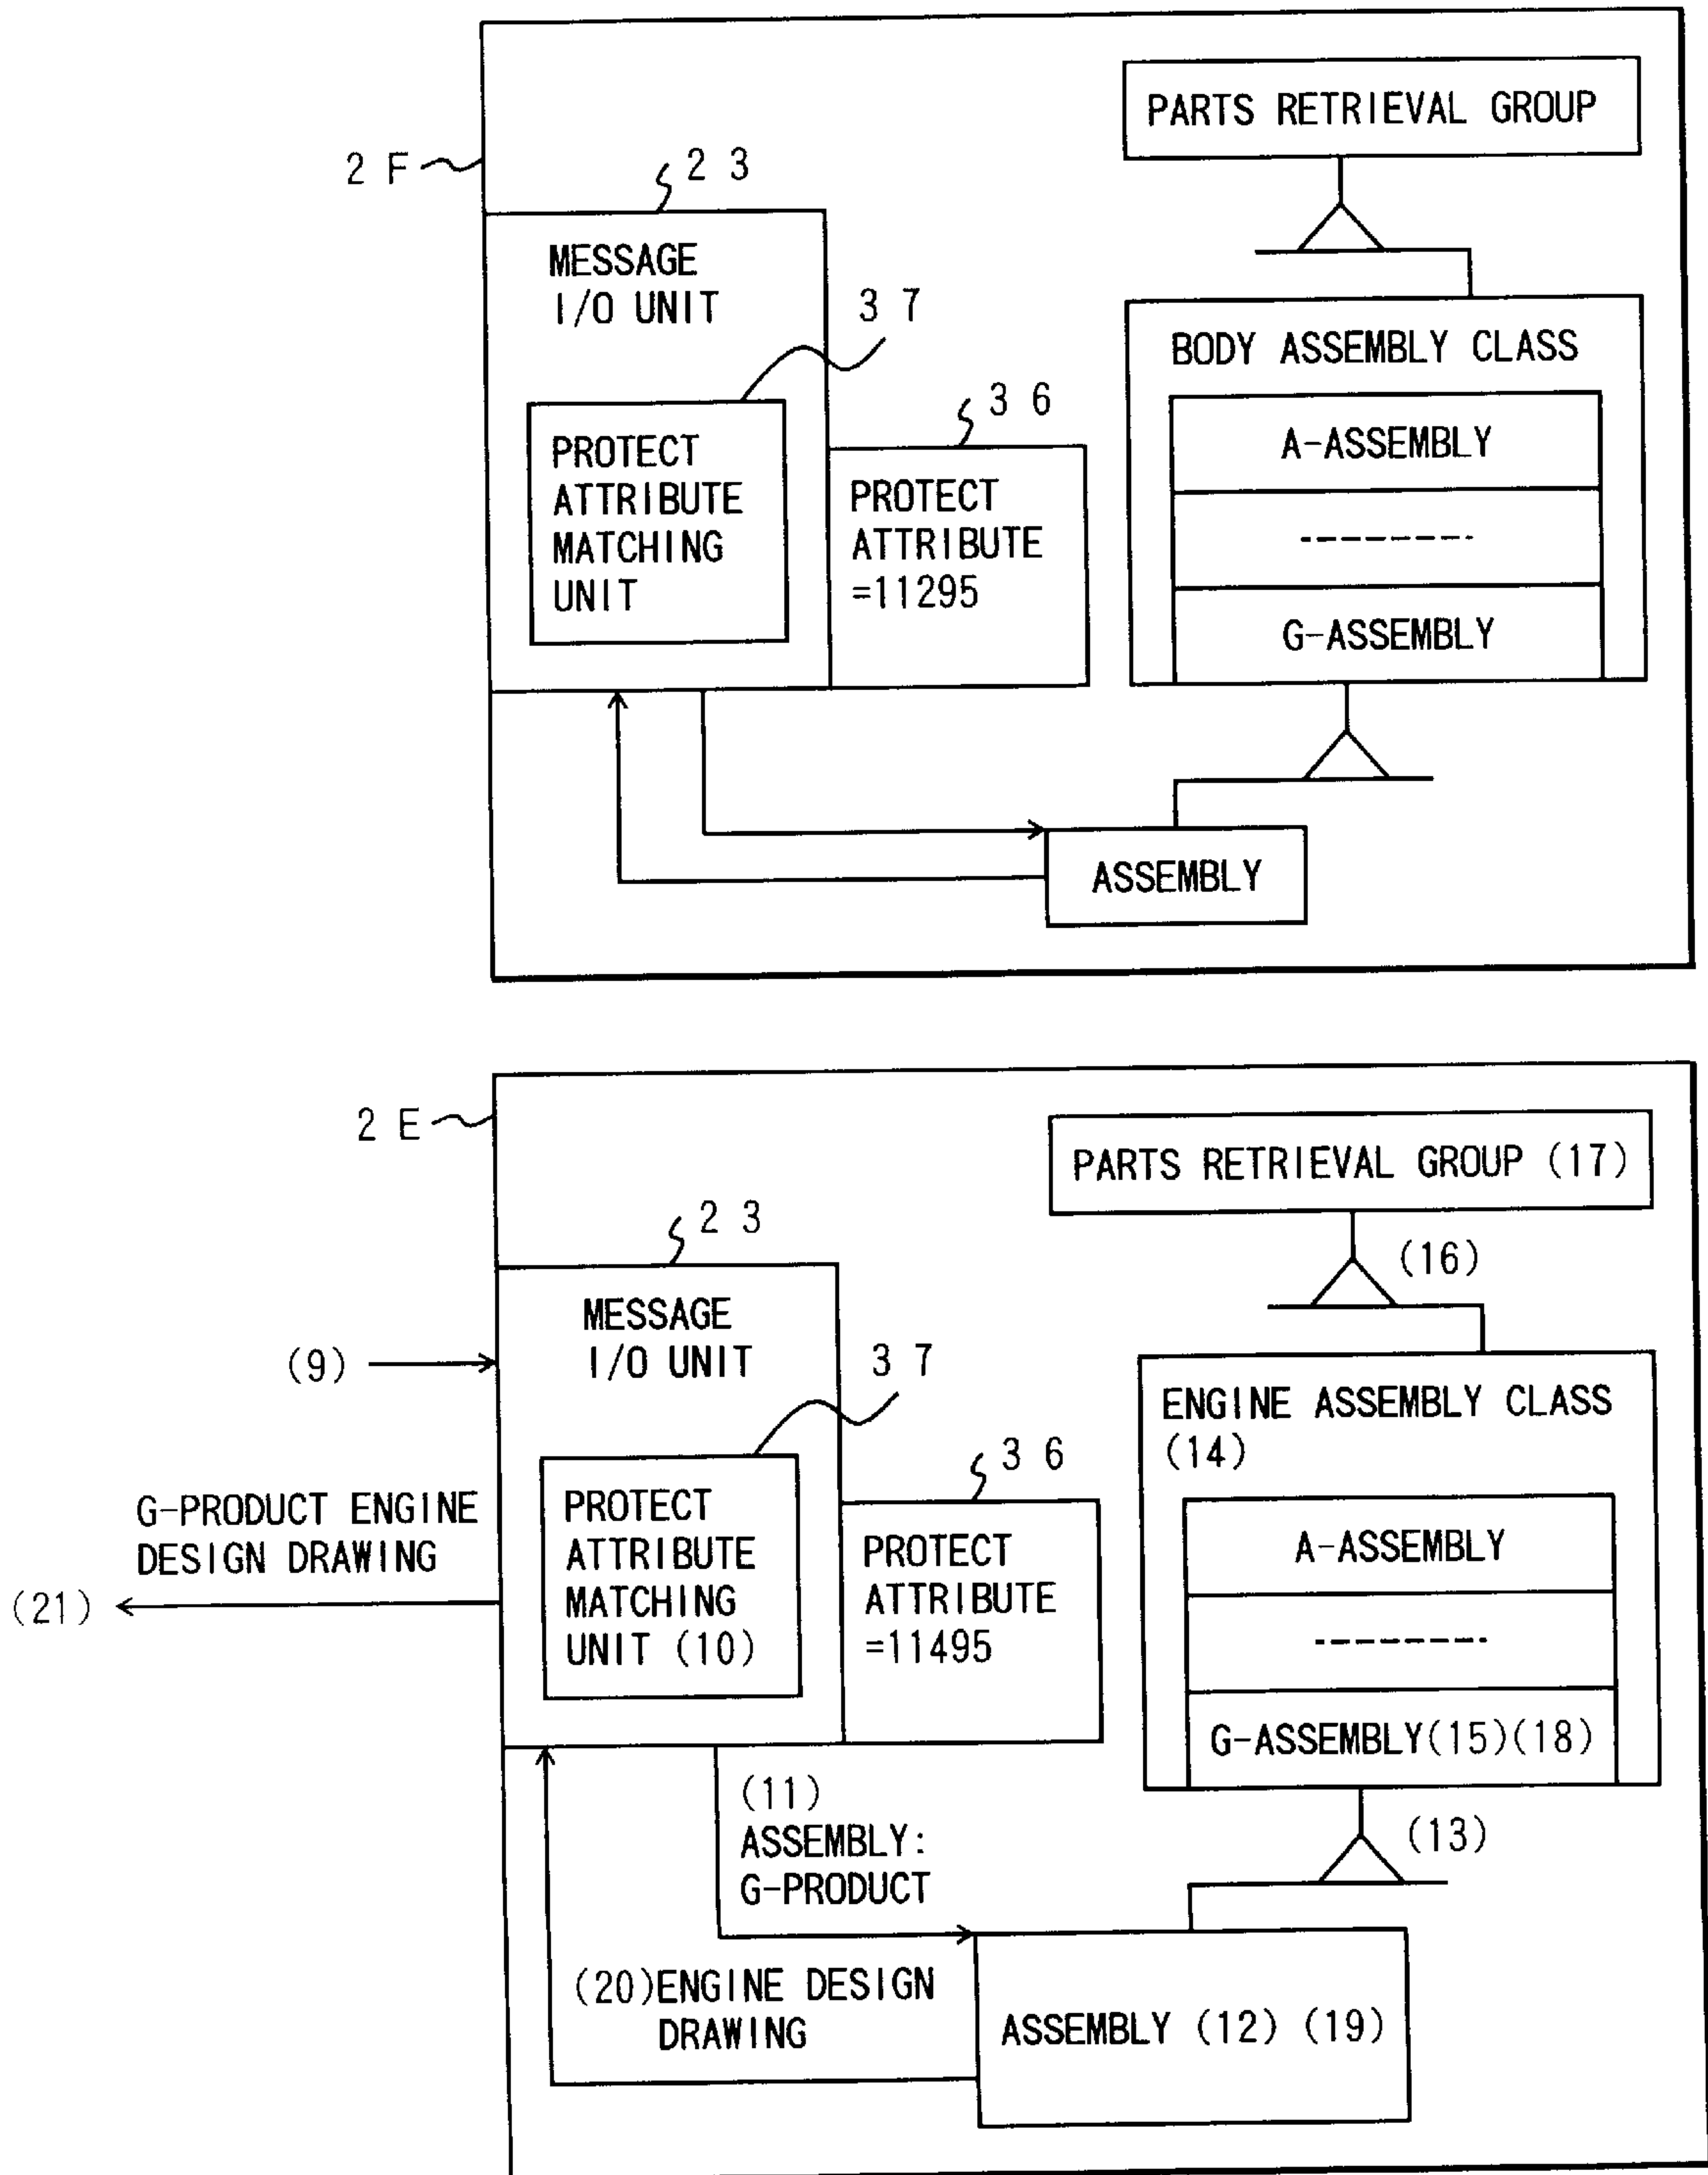 PARTS RETRIEVAL GROUP
2 F
2 3
MESSAGE
I/O UNIT
3 7
BODY ASSEMBLY CLASS
3 6
A-ASSEMBLY
PROTECT
ATTRIBUTE
MATCHING
UNIT
PROTECT
ATTRIBUTE
=11295
G-ASSEMBLY
ASSEMBLY
2 E
PARTS RETRIEVAL GROUP (17)
2 3
(16)
MESSAGE
I/O UNIT
(9)
3 7
ENGINE ASSEMBLY CLASS
(14)
3 6
G-PRODUCT ENGINE
DESIGN DRAWING
(21)
PROTECT
ATTRIBUTE
MATCHING
UNIT (10)
PROTECT
ATTRIBUTE
=11495
A-ASSEMBLY
G-ASSEMBLY(15)(18)
(11)
ASSEMBLY:
G-PRODUCT
(13)
(20)ENGINE DESIGN
DRAWING
ASSEMBLY (12) (19)